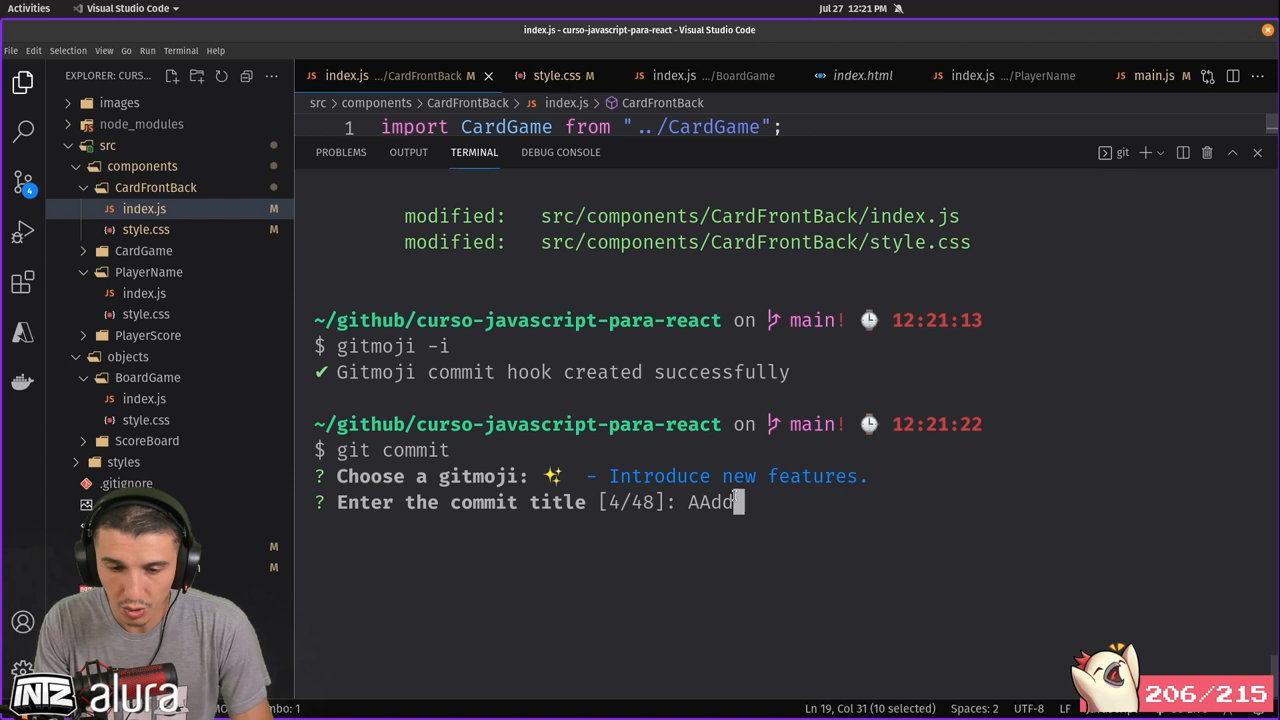 Activities
Visual Studio Code
Jul 27 12:21 PM
index.js - curso-javascript-para-react - Visual Studio Code
File Edit Selection View Go Run Terminal Help
EXPLORER: CURS...
index.js .../CardFrontBack M
style.css M
index.js .../BoardGame
index.html
index.js .../PlayerName
main.js M
src > components > CardFrontBack > index.js > CardFrontBack
1 import CardGame from "../CardGame";
images
node_modules
src
components
CardFrontBack
index.js M
style.css M
CardGame
PlayerName
index.js
style.css
PlayerScore
objects
BoardGame
index.js
style.css
ScoreBoard
styles
.gitignore
M
M
4
PROBLEMS OUTPUT TERMINAL DEBUG CONSOLE
git
modified: src/components/CardFrontBack/index.js
modified: src/components/CardFrontBack/style.css
~/github/curso-javascript-para-react on main! 12:21:13
$ gitmoji -i
✔ Gitmoji commit hook created successfully
~/github/curso-javascript-para-react on main! 12:21:22
$ git commit
? Choose a gitmoji: ✨ - Introduce new features.
? Enter the commit title [4/48]: AAdd
NTZ alura
206/215
Ln 19, Col 31 (10 selected) Spaces: 2 UTF-8 LF